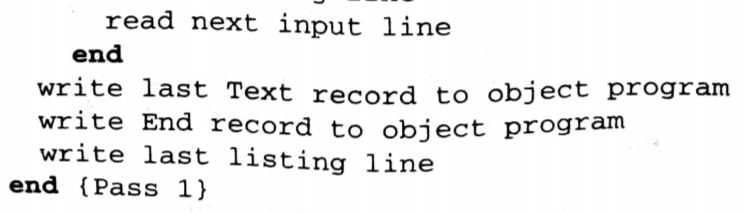 read next input line
end
write last Text record to object program
write End record to object program
write last listing line
end {Pass 1}